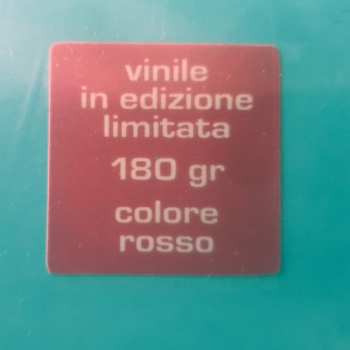 vinile
in edizione
limitata
180 gr
colore
rosso